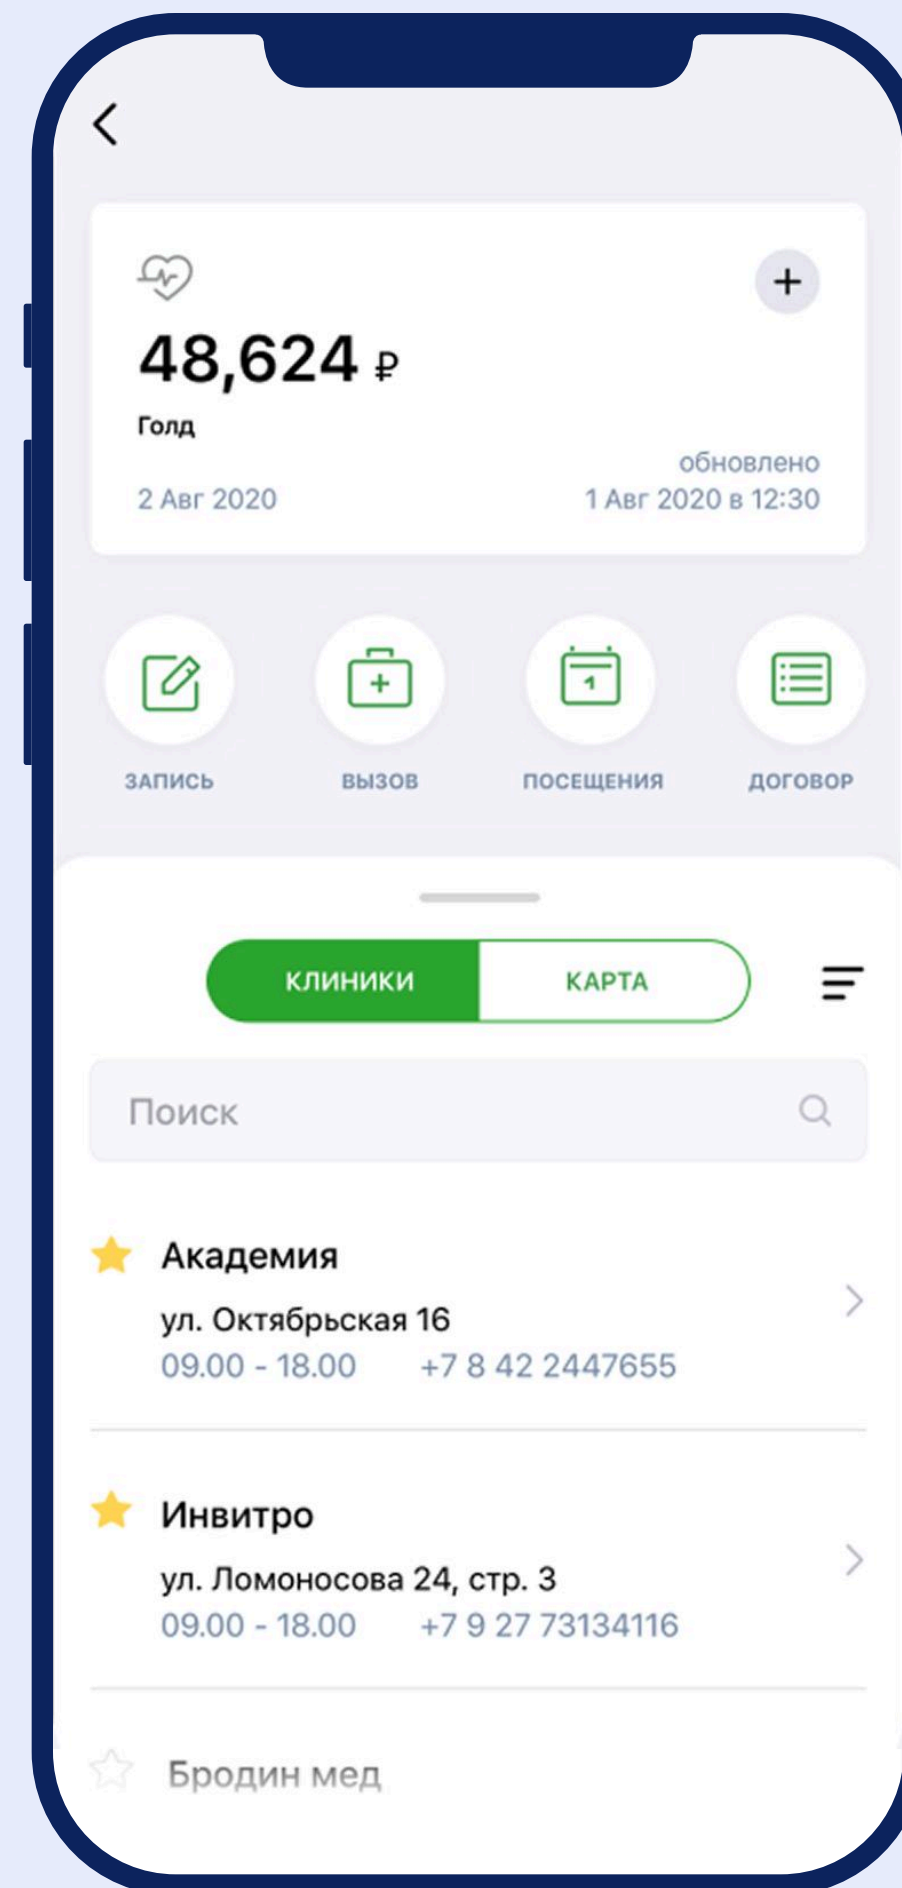 48,624 ₽
Голд
обновлено
2 Авг 2020 1 Авг 2020 в 12:30
ЗАПИСЬ ВЫЗОВ ПОСЕЩЕНИЯ ДОГОВОР
КЛИНИКИ КАРТА
Поиск
Академия
ул. Октябрьская 16
09.00 - 18.00 +7 8 42 2447655
Инвитро
ул. Ломоносова 24, стр. 3
09.00 - 18.00 +7 9 27 73134116
Бродин мед